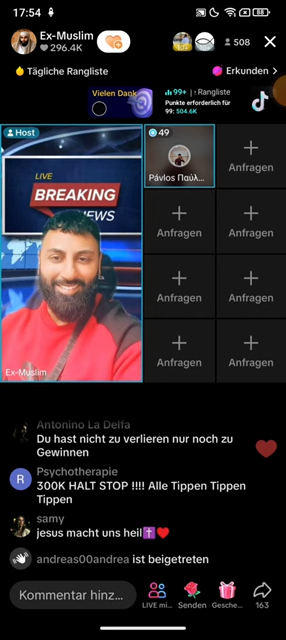 17:54
88
Ex-Muslim
296.4K
508
Tägliche Rangliste
Erkunden >
Vielen Dank
99+ | Rangliste
Punkte erforderlich für
99: 504.6K
Host
49
LIVE
BREAKING
NEWS
Pávlos Παύλ...
Anfragen
Anfragen
Anfragen
Anfragen
Anfragen
Anfragen
Anfragen
Ex-Muslim
Antonino La Delfa
Du hast nicht zu verlieren nur noch zu
Gewinnen
R
Psychotherapie
300K HALT STOP !!!! Alle Tippen Tippen
Tippen
samy
jesus macht uns heil✝️❤️
andreas00andrea ist beigetreten
Kommentar hinz...
LIVE mi...
Senden
Gesche...
163